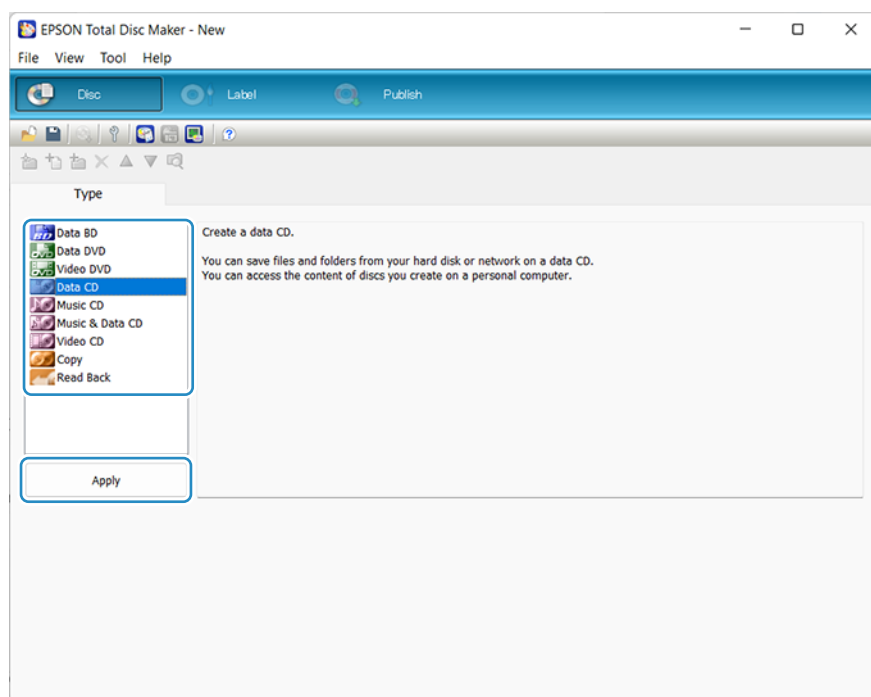 EPSON Total Disc Maker - New
File View Tool Help
Disc Label Publish
Type
Data BD
Data DVD
Video DVD
Data CD
Music CD
Music & Data CD
Video CD
Copy
Read Back
Apply
Create a data CD.
You can save files and folders from your hard disk or network on a data CD.
You can access the content of discs you create on a personal computer.